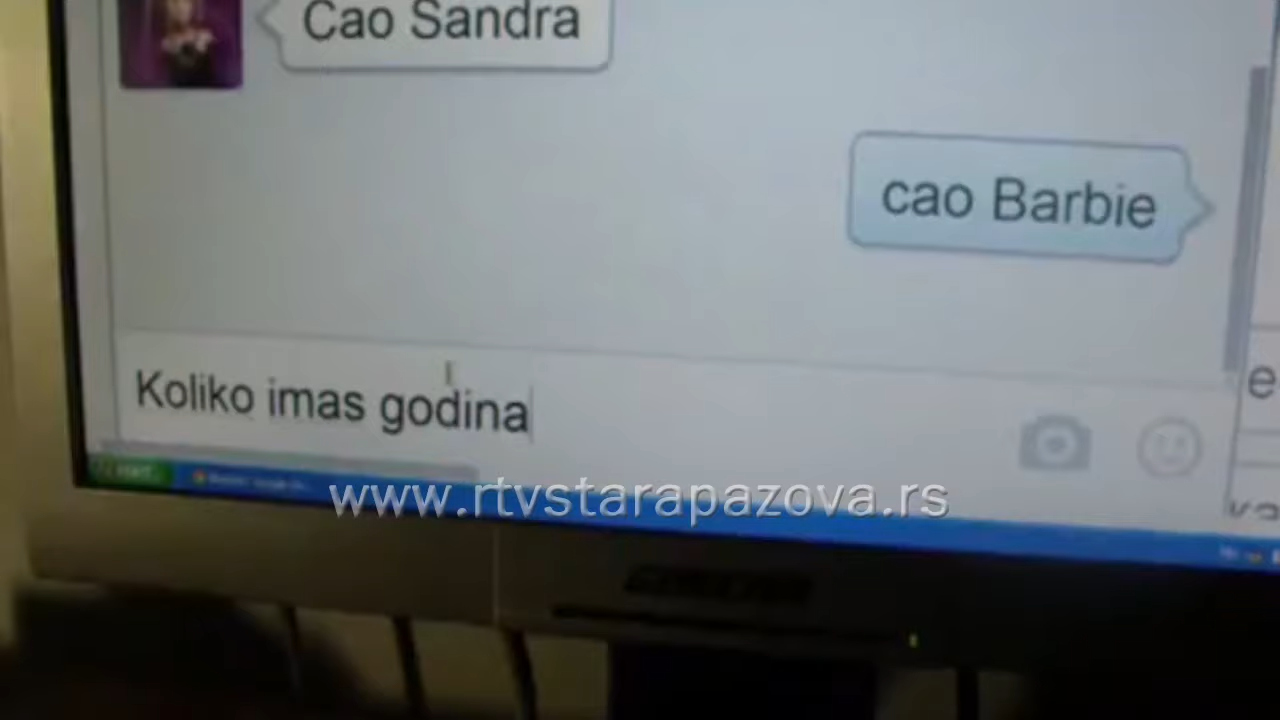 Cao Sandra
cao Barbie
Koliko imas godina
www.rtvstarapazova.rs